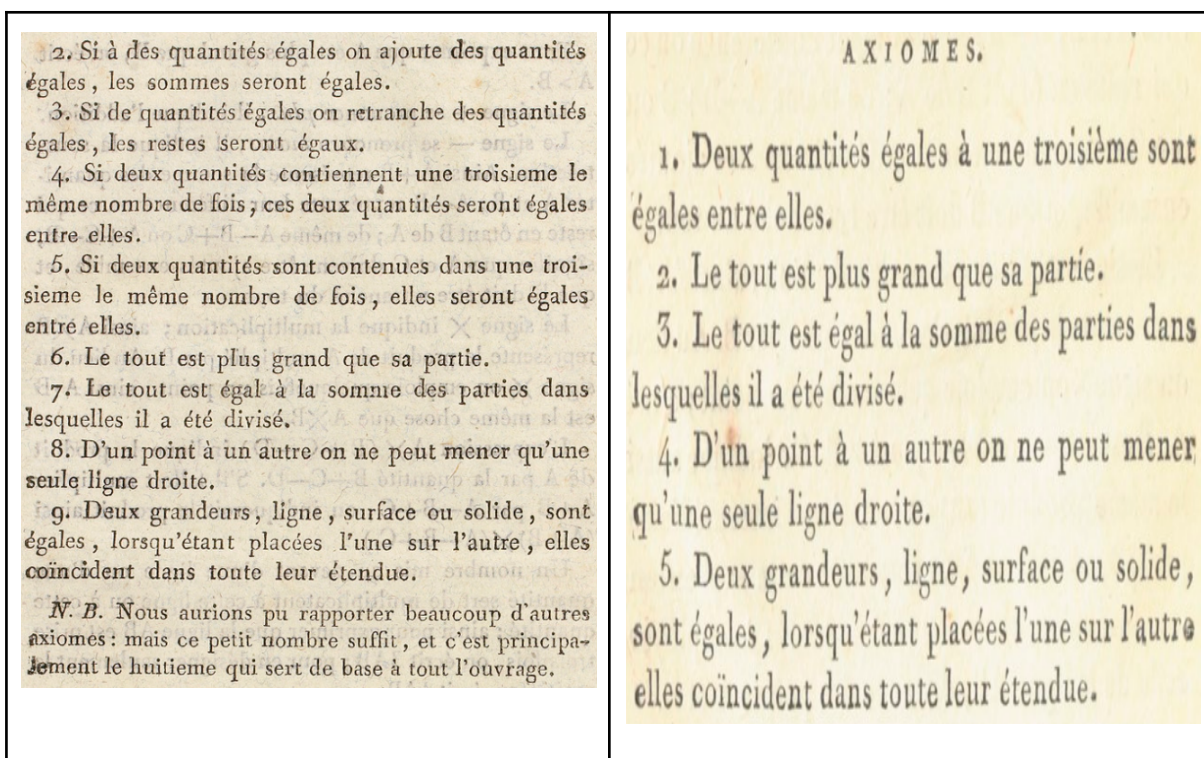 2. Si à des quantités égales on ajoute des quantités
égales, les sommes seront égales.
3. Si de quantités égales on retranche des quantités
égales, les restes seront égaux.
4. Si deux quantités contiennent une troisieme le
même nombre de fois, ces deux quantités seront égales
entre elles.
5. Si deux quantités sont contenues dans une troi-
sieme le même nombre de fois, elles seront égales
entre elles.
6. Le tout est plus grand que sa partie.
7. Le tout est égal à la somme des parties dans
lesquelles il a été divisé.
8. D'un point à un autre on ne peut mener qu'une
seule ligne droite.
9. Deux grandeurs, ligne, surface ou solide, sont
égales, lorsqu'étant placées l'une sur l'autre, elles
coïncident dans toute leur étendue.
N. B. Nous aurions pu rapporter beaucoup d'autres
axiomes : mais ce petit nombre suffit, et c'est principa-
lement le huitieme qui sert de base à tout l'ouvrage.
AXIOMES.
1. Deux quantités égales à une troisième sont
égales entre elles.
2. Le tout est plus grand que sa partie.
3. Le tout est égal à la somme des parties dans
lesquelles il a été divisé.
4. D'un point à un autre on ne peut mener
qu'une seule ligne droite.
5. Deux grandeurs, ligne, surface ou solide,
sont égales, lorsqu'étant placées l'une sur l'autre
elles coïncident dans toute leur étendue.